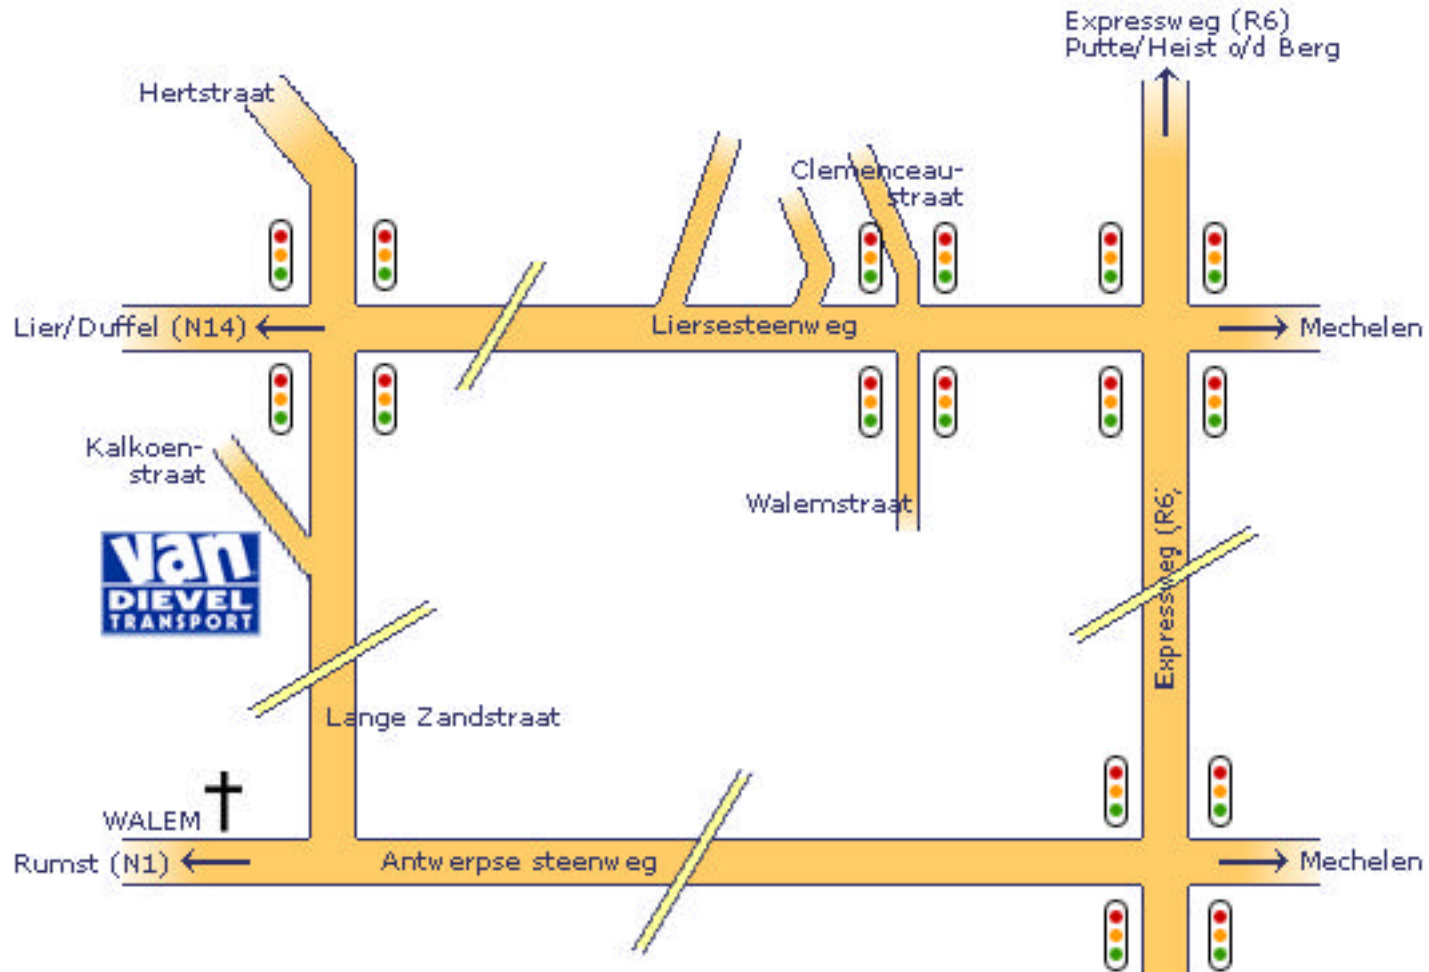 Expressweg (R6)
Putte/Heist o/d Berg
Hertstraat
Clemenceau-
straat
Lier/Duffel (N14)
Liersesteenweg
Mechelen
Kalkoen-
straat
Walemstraat
Expressweg (R6)
van
DIEVEL
TRANSPORT
Lange Zandstraat
WALEM
Rumst (N1)
Antwerpse steenweg
Mechelen